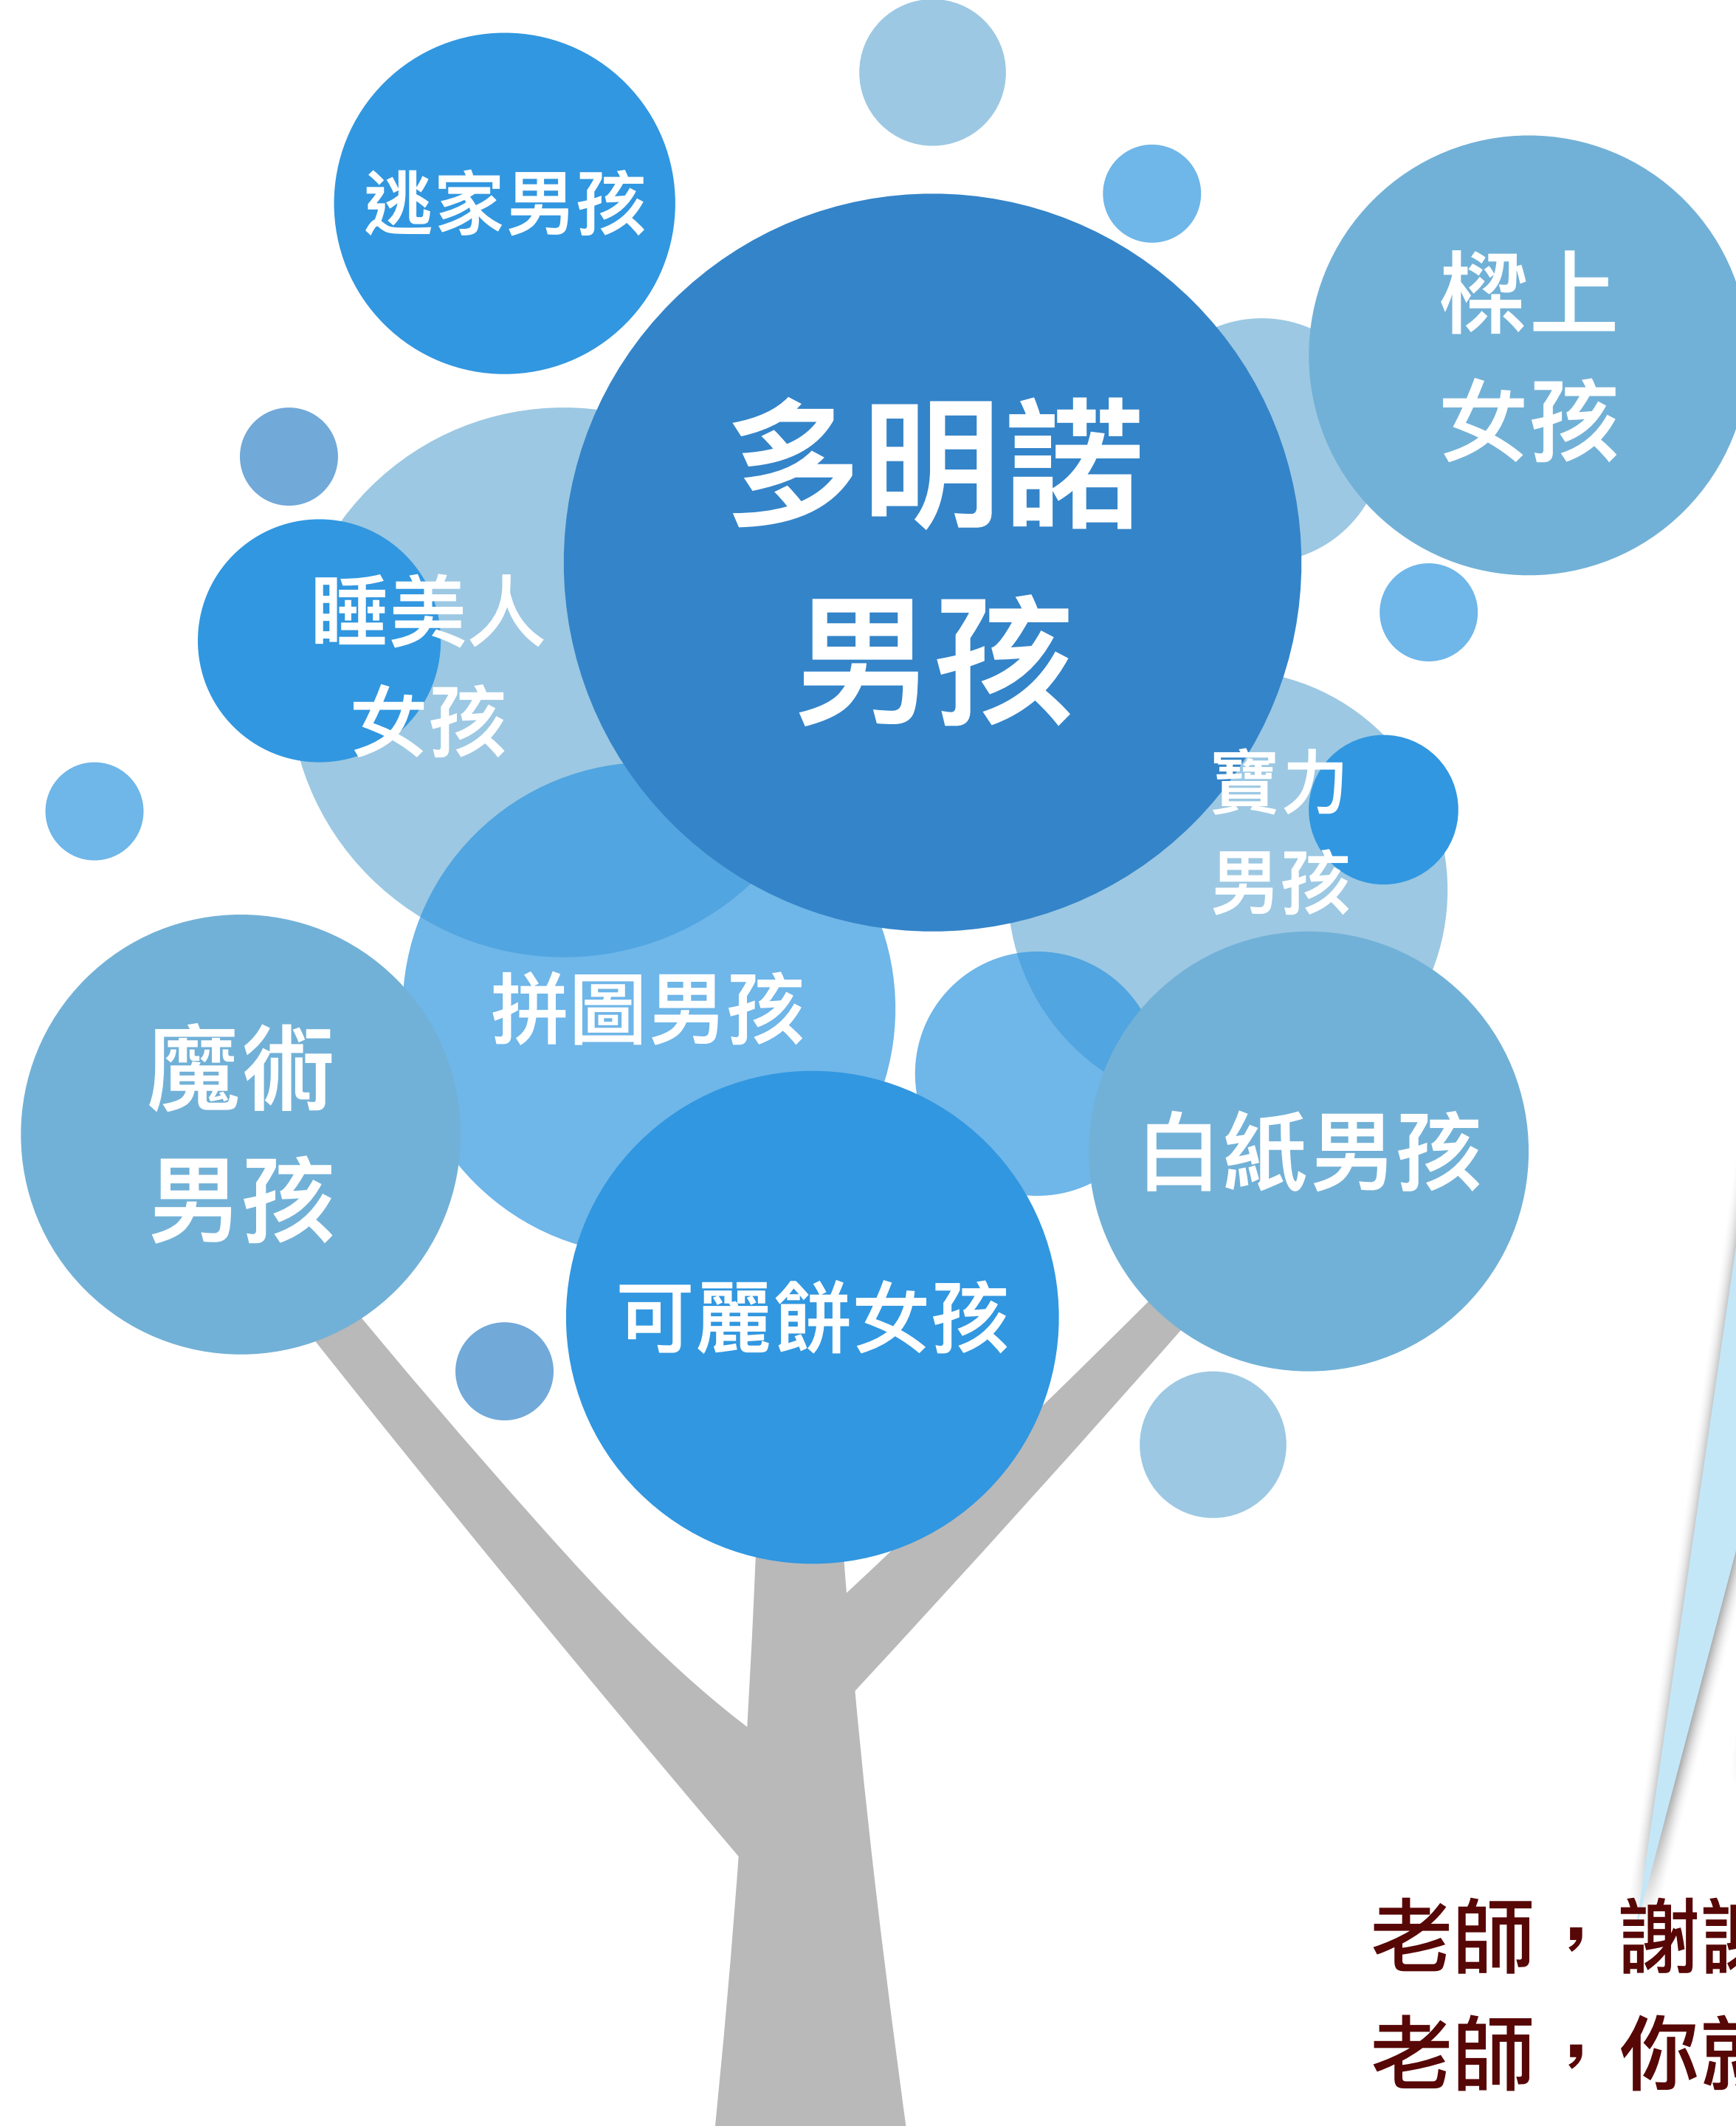 逃家男孩
樑上
女孩
多明諾
男孩
睡美人
女孩
寶力
男孩
拼圖男孩
魔術
男孩
白紙男孩
可麗餅女孩
老師，謝
老師，你